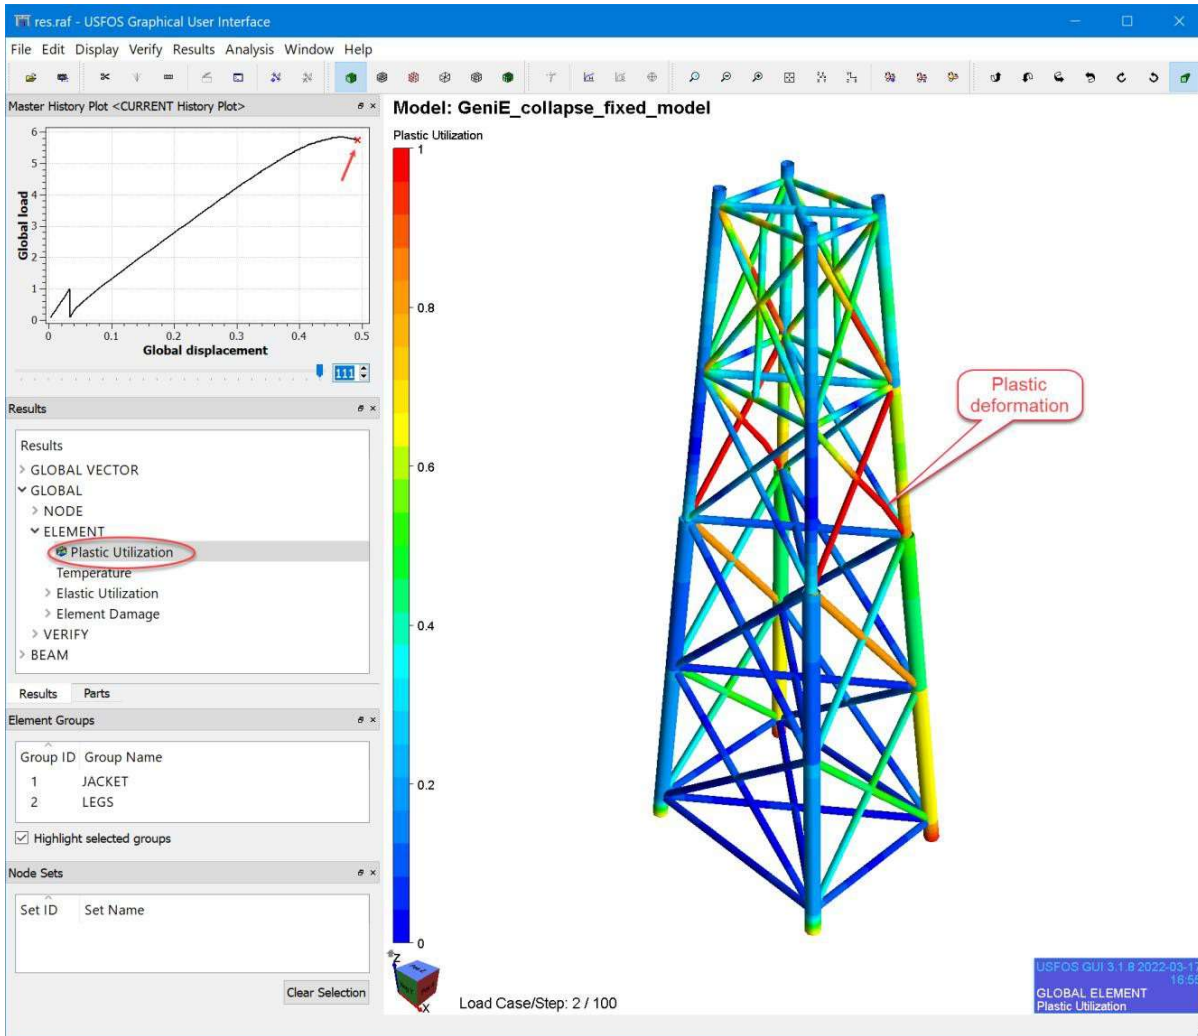 res.raf - USFOS Graphical User Interface
File Edit Display Verify Results Analysis Window Help
Master History Plot <CURRENT History Plot>
6
5
4
3
2
1
0
Global load
0 0.1 0.2 0.3 0.4 0.5
Global displacement
111
Results
Results
GLOBAL VECTOR
GLOBAL
NODE
ELEMENT
Plastic Utilization
Temperature
Elastic Utilization
Element Damage
VERIFY
BEAM
Results Parts
Element Groups
Group ID Group Name
1 JACKET
2 LEGS
Highlight selected groups
Node Sets
Set ID Set Name
Clear Selection
Model: GeniE_collapse_fixed_model
Plastic Utilization
1
0.8
0.6
0.4
0.2
0
Plastic
deformation
Z
X
Load Case/Step: 2 / 100
USFOS GUI 3.1.8 2022-03-17
16:55
GLOBAL ELEMENT
Plastic Utilization